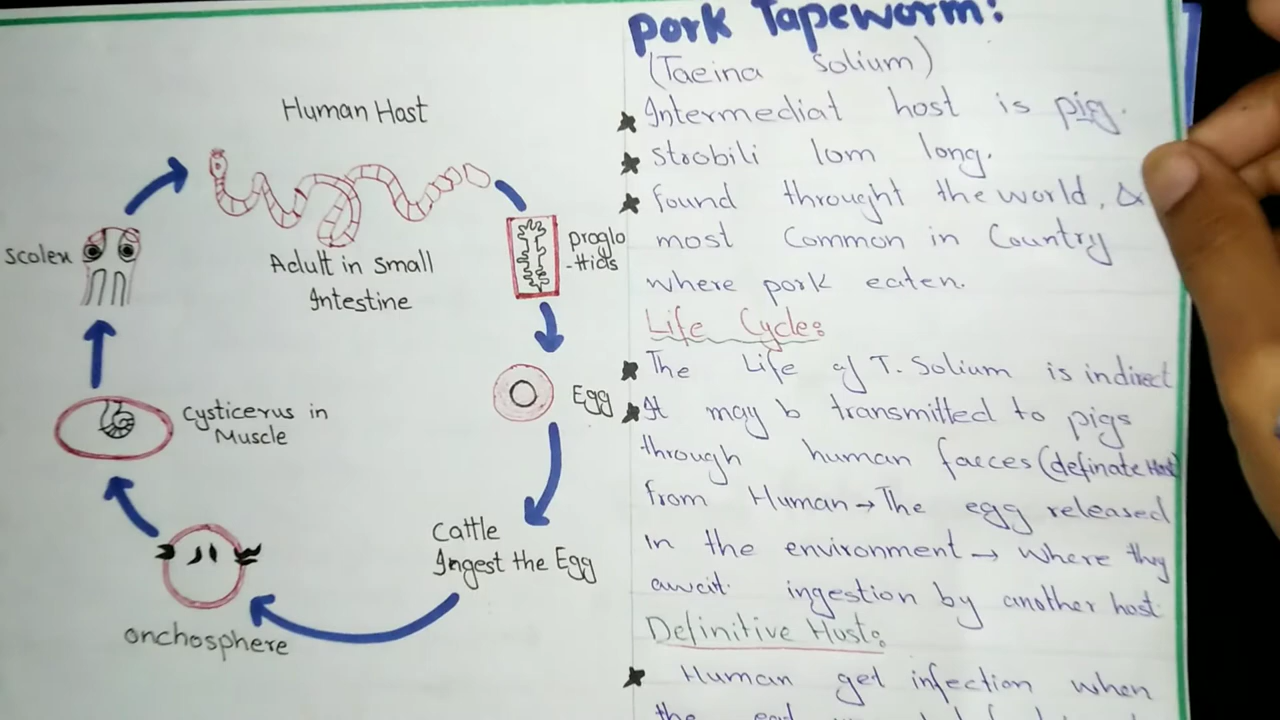 Human Host
Scolex
Adult in Small
Intestine
proglo
-ttids
Egg
Cysticerus in
Muscle
Cattle
Ingest the Egg
onchosphere
Pork Tapeworm:
(Taeina Solium)
Intermediat host is pig.
Strobili 10m long.
found throught the world, &
most Common in Country
where pork eaten.
Life Cycle:
The Life of T. Solium is indirect
It may b transmitted to pigs
through human faeces (definate Host
from Human → The egg released
in the environment → where they
await ingestion by another host
Definitive Host:
Human get infection when
the